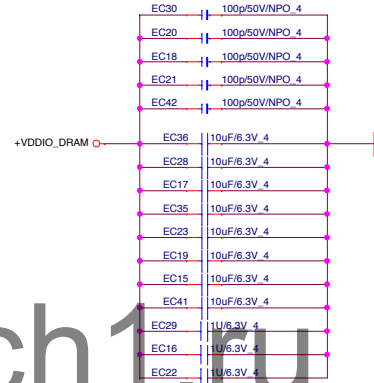 EC30 100p/50V/NPO_4
EC20 100p/50V/NPO_4
EC18 100p/50V/NPO_4
EC21 100p/50V/NPO_4
EC42 100p/50V/NPO_4
+VDDIO_DRAM EC36 10uF/6.3V_4
EC28 10uF/6.3V_4
EC17 10uF/6.3V_4
EC35 10uF/6.3V_4
EC23 10uF/6.3V_4
EC19 10uF/6.3V_4
EC15 10uF/6.3V_4
EC41 10uF/6.3V_4
EC29 1U/6.3V_4
EC16 1U/6.3V_4
EC22 1U/6.3V_4
ch1.ru